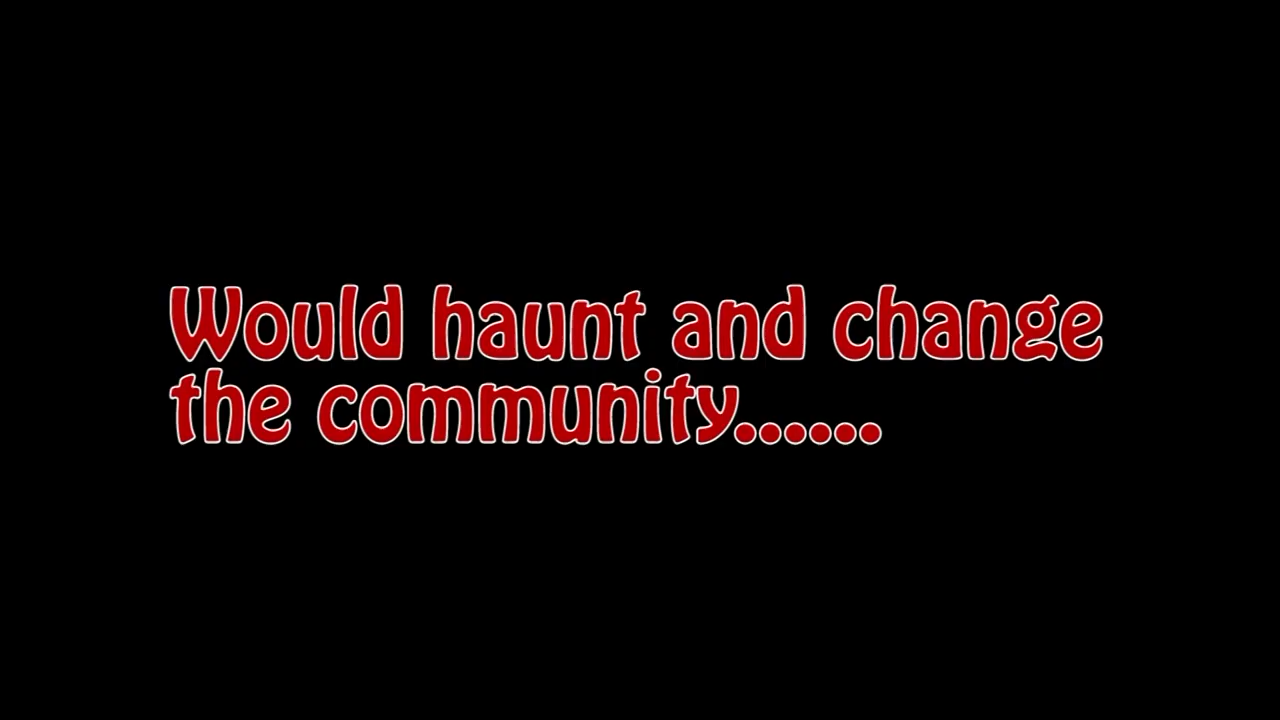 Would haunt and change
the community......